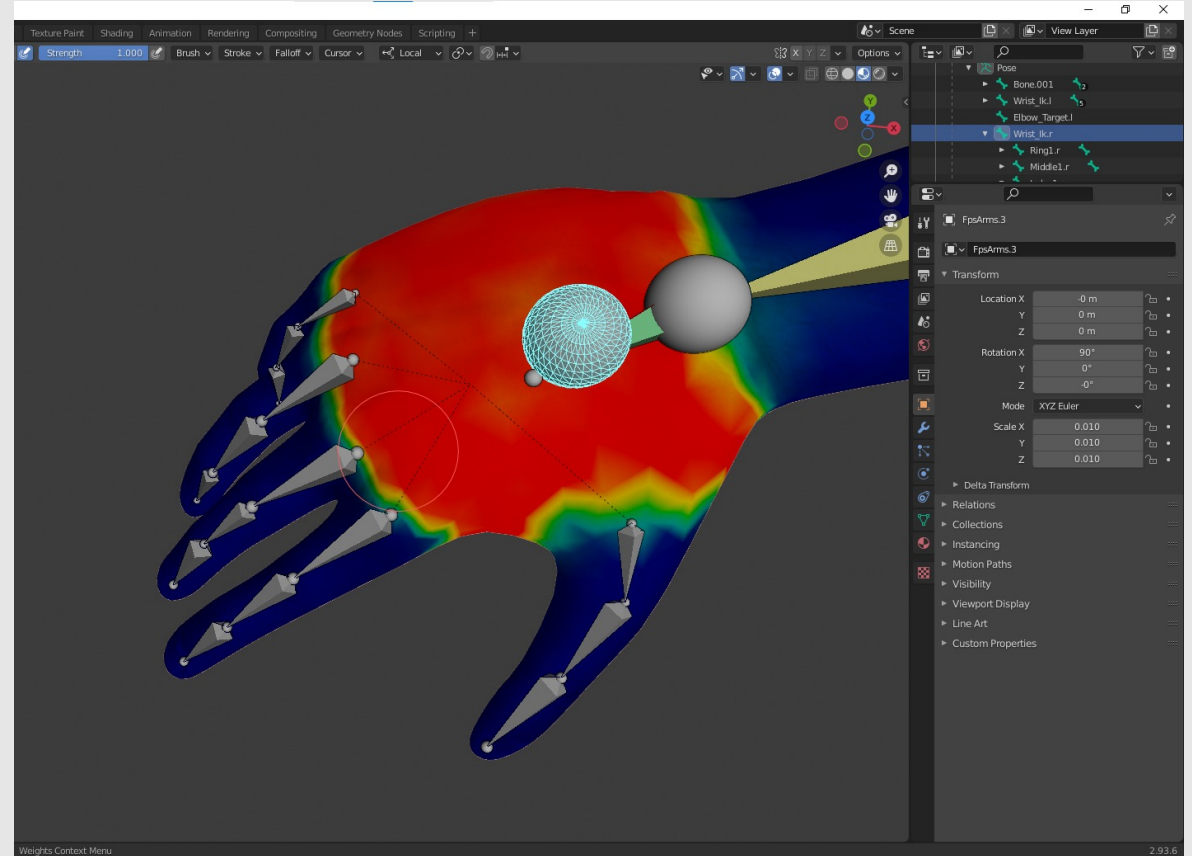 Texture Paint Shading Animation Rendering Compositing Geometry Nodes Scripting + Scene View Layer
Strength 1.000 Brush Stroke Falloff Cursor Local X Y Z Options
Pose
Bone.001 2
Wrist_Ik.l 5
Elbow_Target.l
Wrist_Ik.r
Ring1.r
Middle1.r
Y
Z
X
FpsArms.3
FpsArms.3
Transform
Location X -0 m
Y 0 m
Z 0 m
Rotation X 90°
Y 0°
Z -0°
Mode XYZ Euler
Scale X 0.010
Y 0.010
Z 0.010
Delta Transform
Relations
Collections
Instancing
Motion Paths
Visibility
Viewport Display
Line Art
Custom Properties
Weights Context Menu 2.93.6